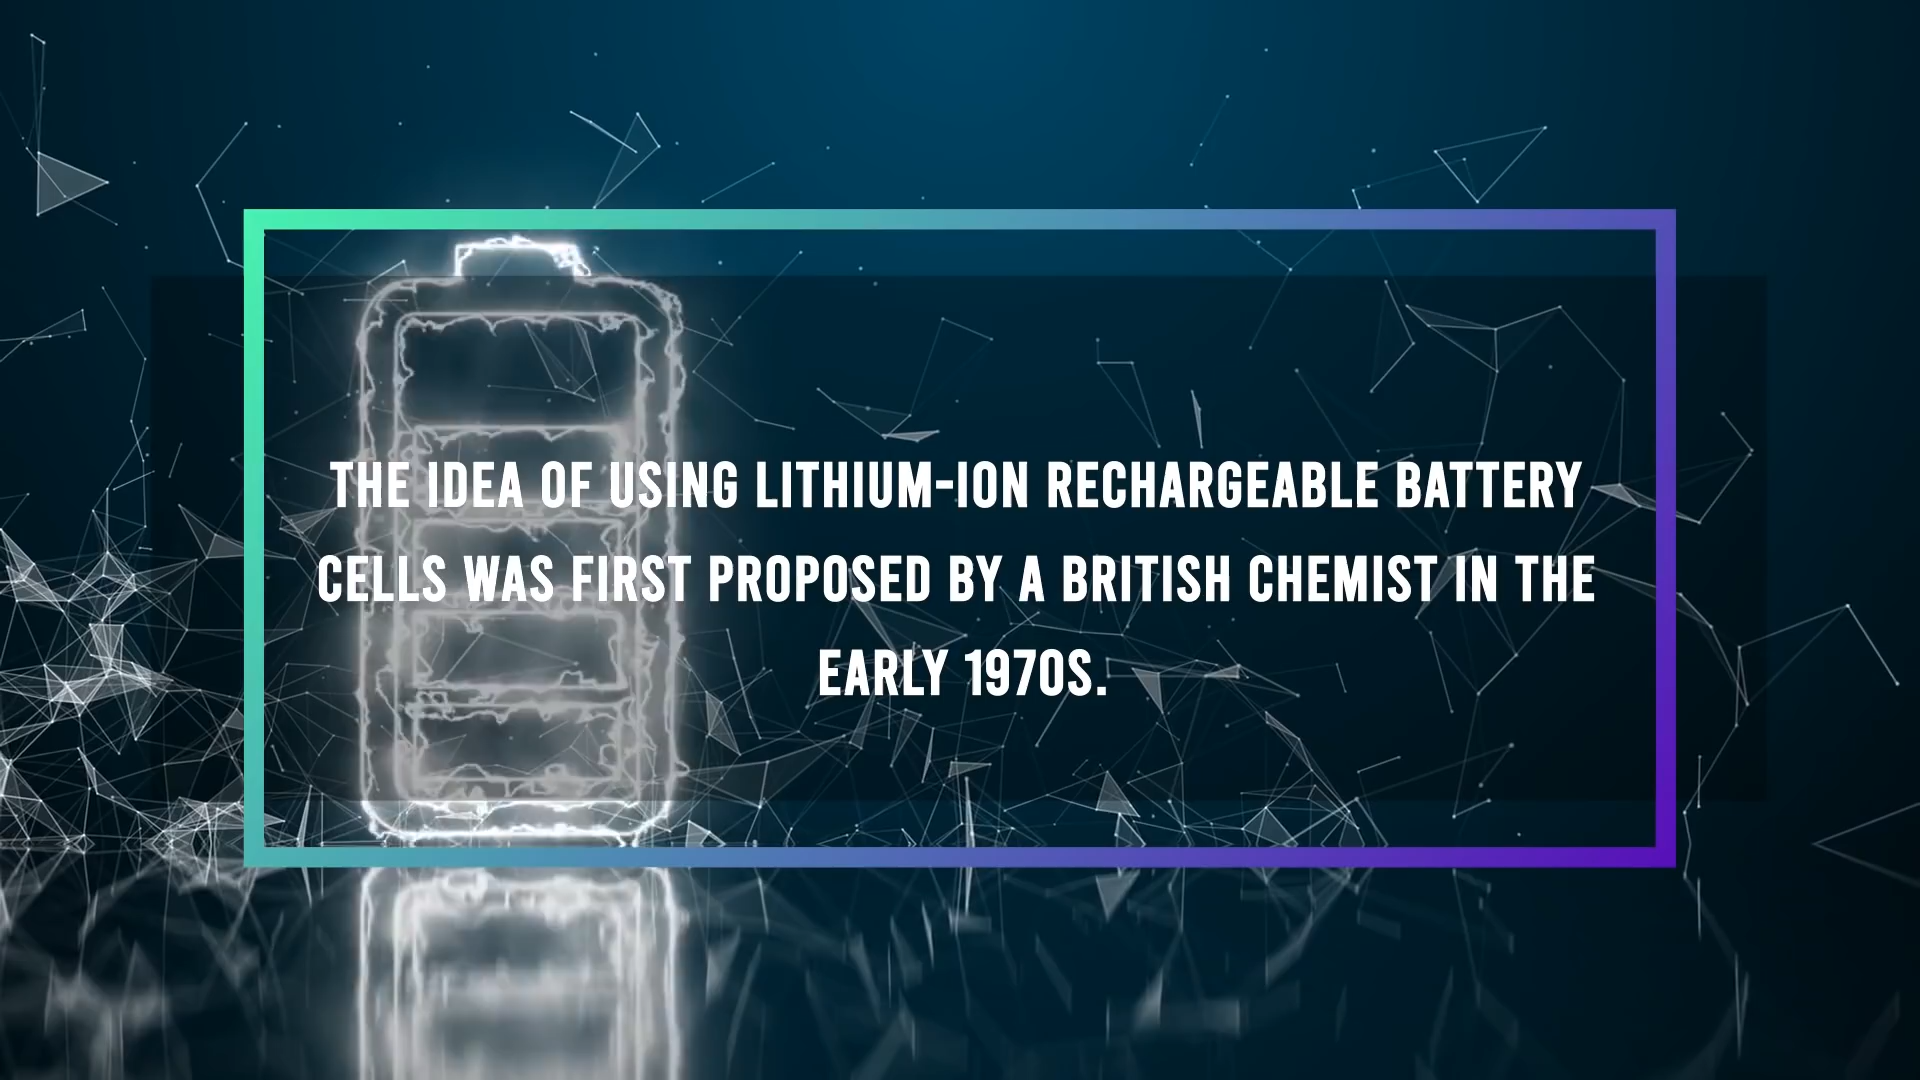 THE IDEA OF USING LITHIUM-ION RECHARGEABLE BATTERY
CELLS WAS FIRST PROPOSED BY A BRITISH CHEMIST IN THE
EARLY 1970S.